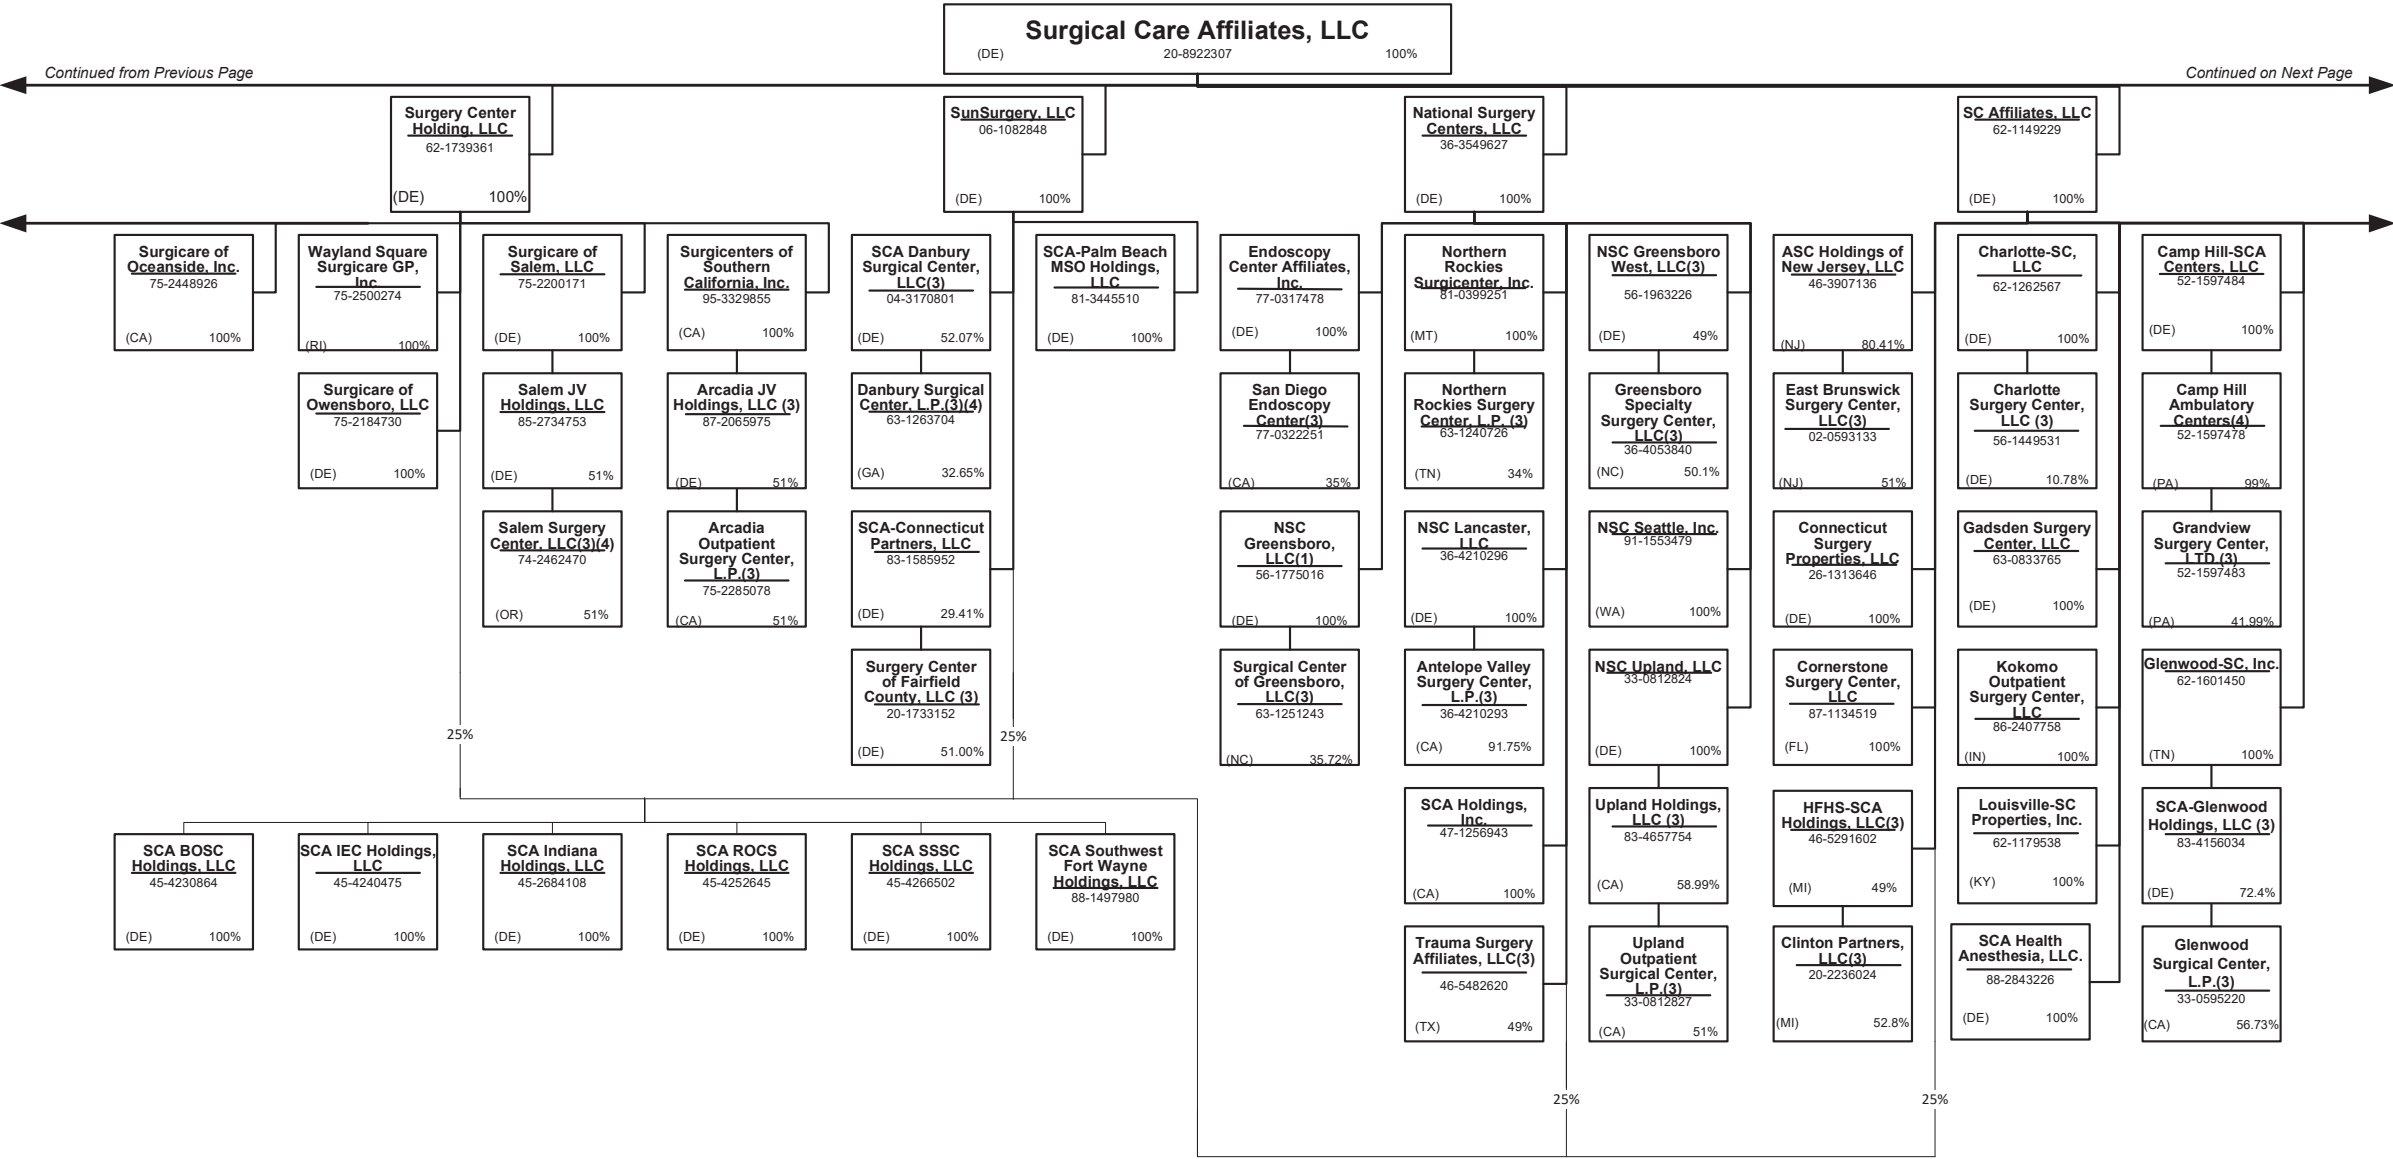 Surgical Care Affiliates, LLC
(DE) 20-8922307 100%
Continued from Previous Page
Continued on Next Page
Surgery Center
Holding, LLC
62-1739361
(DE) 100%
SunSurgery, LLC
06-1082848
(DE) 100%
National Surgery
Centers, LLC
36-3549627
(DE) 100%
SC Affiliates, LLC
62-1149229
(DE) 100%
Surgicare of
Oceanside, Inc.
75-2448926
(CA) 100%
Wayland Square
Surgicare GP,
Inc.
75-2500274
(RI) 100%
Surgicare of
Salem, LLC
75-2200171
(DE) 100%
Surgicenters of
Southern
California, Inc.
95-3329855
(CA) 100%
SCA Danbury
Surgical Center,
LLC(3)
04-3170801
(DE) 52.07%
SCA-Palm Beach
MSO Holdings,
LLC
81-3445510
(DE) 100%
Endoscopy
Center Affiliates,
Inc.
77-0317478
(DE) 100%
Northern
Rockies
Surgicenter, Inc.
81-0399251
(MT) 100%
NSC Greensboro
West, LLC(3)
56-1963226
(DE) 49%
ASC Holdings of
New Jersey, LLC
46-3907136
(NJ) 80.41%
Charlotte-SC,
LLC
62-1262567
(DE) 100%
Camp Hill-SCA
Centers, LLC
52-1597484
(DE) 100%
Surgicare of
Owensboro, LLC
75-2184730
(DE) 100%
Salem JV
Holdings, LLC
85-2734753
(DE) 51%
Arcadia JV
Holdings, LLC (3)
87-2065975
(DE) 51%
Danbury Surgical
Center, L.P.(3)(4)
63-1263704
(GA) 32.65%
San Diego
Endoscopy
Center(3)
77-0322251
(CA) 35%
Northern
Rockies Surgery
Center, L.P. (3)
63-1240726
(TN) 34%
Greensboro
Specialty
Surgery Center,
LLC(3)
36-4053840
(NC) 50.1%
East Brunswick
Surgery Center,
LLC(3)
02-0593133
(NJ) 51%
Charlotte
Surgery Center,
LLC (3)
56-1449531
(DE) 10.78%
Camp Hill
Ambulatory
Centers(4)
52-1597478
(PA) 99%
Salem Surgery
Center, LLC(3)(4)
74-2462470
(OR) 51%
Arcadia
Outpatient
Surgery Center,
L.P.(3)
75-2285078
(CA) 51%
SCA-Connecticut
Partners, LLC
83-1585952
(DE) 29.41%
NSC
Greensboro,
LLC(1)
56-1775016
(DE) 100%
NSC Lancaster,
LLC
36-4210296
(DE) 100%
NSC Seattle, Inc.
91-1553479
(WA) 100%
Connecticut
Surgery
Properties, LLC
26-1313646
(DE) 100%
Gadsden Surgery
Center, LLC
63-0833765
(DE) 100%
Grandview
Surgery Center,
LTD.(3)
52-1597483
(PA) 41.99%
Surgery Center
of Fairfield
County, LLC (3)
20-1733152
(DE) 51.00%
Surgical Center
of Greensboro,
LLC(3)
63-1251243
(NC) 35.72%
Antelope Valley
Surgery Center,
L.P.(3)
36-4210293
(CA) 91.75%
NSC Upland, LLC
33-0812824
(DE) 100%
Cornerstone
Surgery Center,
LLC
87-1134519
(FL) 100%
Kokomo
Outpatient
Surgery Center,
LLC
86-2407758
(IN) 100%
Glenwood-SC, Inc.
62-1601450
(TN) 100%
25%
25%
SCA Holdings,
Inc.
47-1256943
(CA) 100%
Upland Holdings,
LLC (3)
83-4657754
(CA) 58.99%
HFHS-SCA
Holdings, LLC(3)
46-5291602
(MI) 49%
Louisville-SC
Properties, Inc.
62-1179538
(KY) 100%
SCA-Glenwood
Holdings, LLC (3)
83-4156034
(DE) 72.4%
SCA BOSC
Holdings, LLC
45-4230864
(DE) 100%
SCA IEC Holdings,
LLC
45-4240475
(DE) 100%
SCA Indiana
Holdings, LLC
45-2684108
(DE) 100%
SCA ROCS
Holdings, LLC
45-4252645
(DE) 100%
SCA SSSC
Holdings, LLC
45-4266502
(DE) 100%
SCA Southwest
Fort Wayne
Holdings, LLC
88-1497980
(DE) 100%
Trauma Surgery
Affiliates, LLC(3)
46-5482620
(TX) 49%
Upland
Outpatient
Surgical Center,
L.P.(3)
33-0812827
(CA) 51%
Clinton Partners,
LLC(3)
20-2236024
(MI) 52.8%
SCA Health
Anesthesia, LLC.
88-2843226
(DE) 100%
Glenwood
Surgical Center,
L.P.(3)
33-0595220
(CA) 56.73%
25%
25%